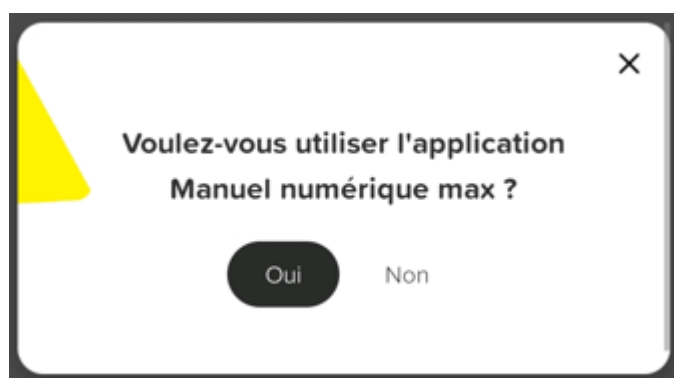 Voulez-vous utiliser l'application
Manuel numérique max ?
Oui Non